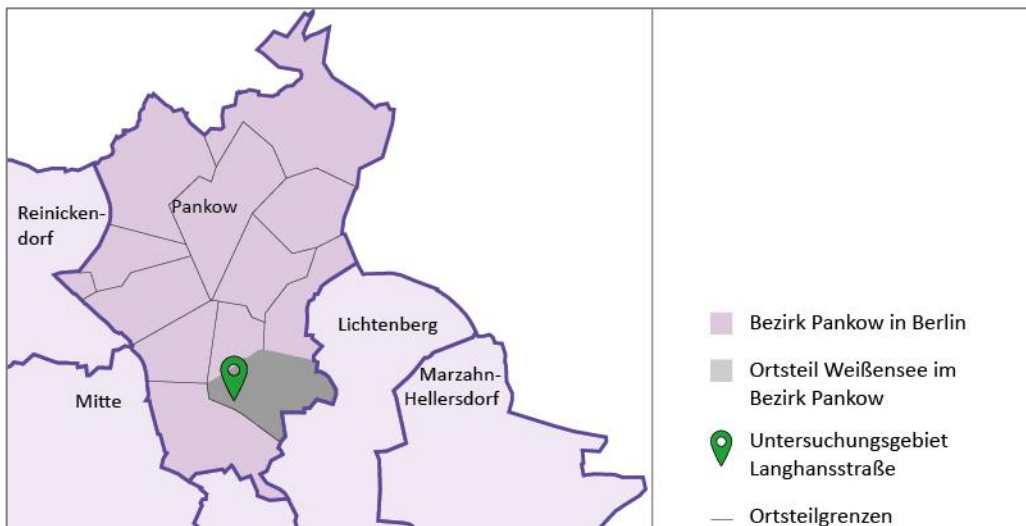 Reinicken-
dorf
Pankow
Lichtenberg
Mitte
Marzahn-
Hellersdorf
Bezirk Pankow in Berlin
Ortsteil Weißensee im
Bezirk Pankow
Untersuchungsgebiet
Langhansstraße
Ortsteilgrenzen